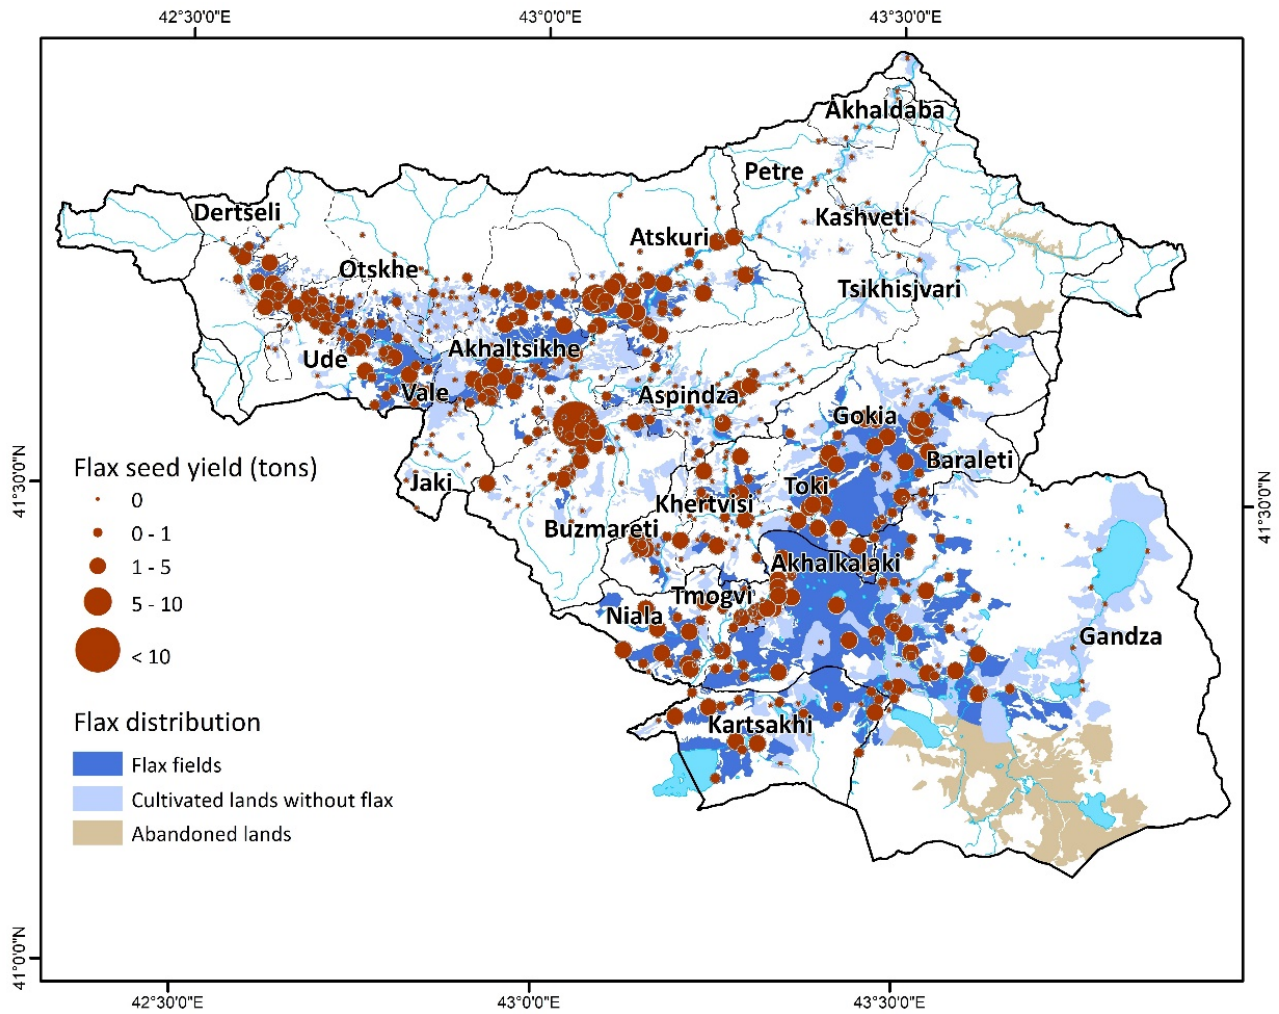 42°30'0"E 43°0'0"E 43°30'0"E
Akhaldaba
Petre
Dertseli
Kashveti
Atskuri
Otskhe
Tsikhisjvari
Akhaltsikhe
Ude
Vale
Aspindza
Gokia
Baraleti
Flax seed yield (tons)
Jaki
Toki
41°30'0"N
41°30'0"N
0
Khertvisi
0 - 1
Buzmareti
1 - 5
Akhalkalaki
5 - 10
Tmogvi
Niala
Gandza
< 10
Flax distribution
Kartsakhi
Flax fields
Cultivated lands without flax
Abandoned lands
41°0'0"N
42°30'0"E 43°0'0"E 43°30'0"E